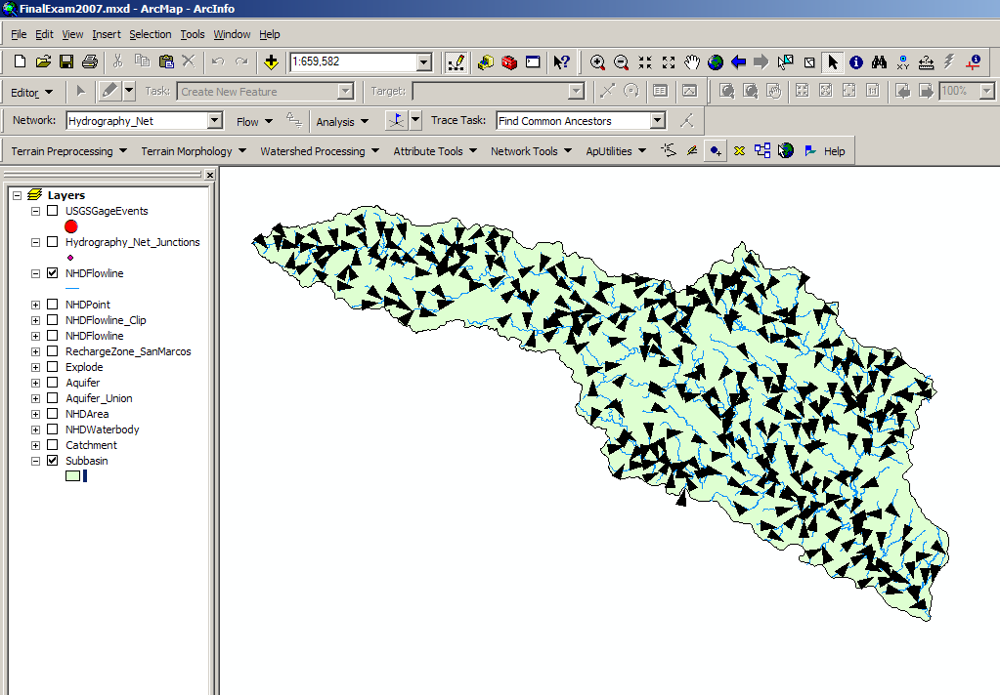 FinalExam2007.mxd - ArcMap - ArcInfo
File Edit View Insert Selection Tools Window Help
1:659,582
Editor Task: Create New Feature Target: 100%
Network: Hydrography_Net Flow Analysis Trace Task: Find Common Ancestors
Terrain Preprocessing Terrain Morphology Watershed Processing Attribute Tools Network Tools ApUtilities Help
Layers
USGSGageEvents
Hydrography_Net_Junctions
NHDFlowline
NHDPoint
NHDFlowline_Clip
NHDFlowline
RechargeZone_SanMarcos
Explode
Aquifer
Aquifer_Union
NHDArea
NHDWaterbody
Catchment
Subbasin